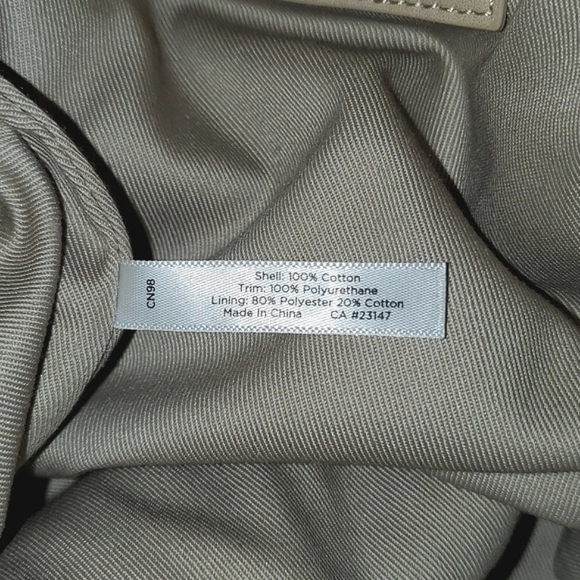 CN98
Shell: 100% Cotton
Trim: 100% Polyurethane
Lining: 80% Polyester 20% Cotton
Made In China CA #23147